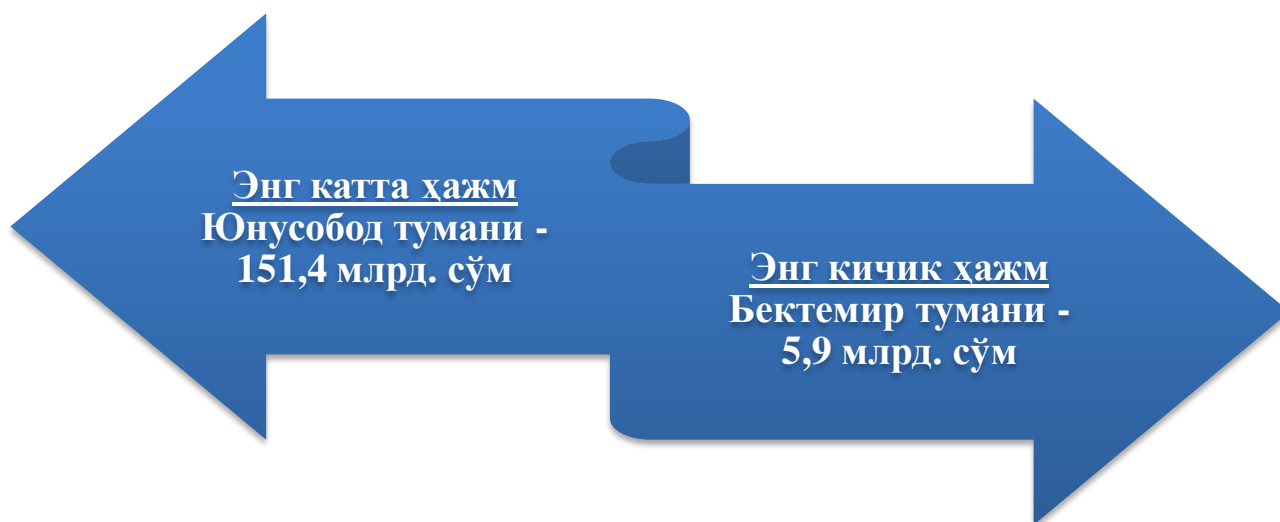 Энг катта ҳажм
Юнусобод тумани -
151,4 млрд. сўм
Энг кичик ҳажм
Бектемир тумани -
5,9 млрд. сўм